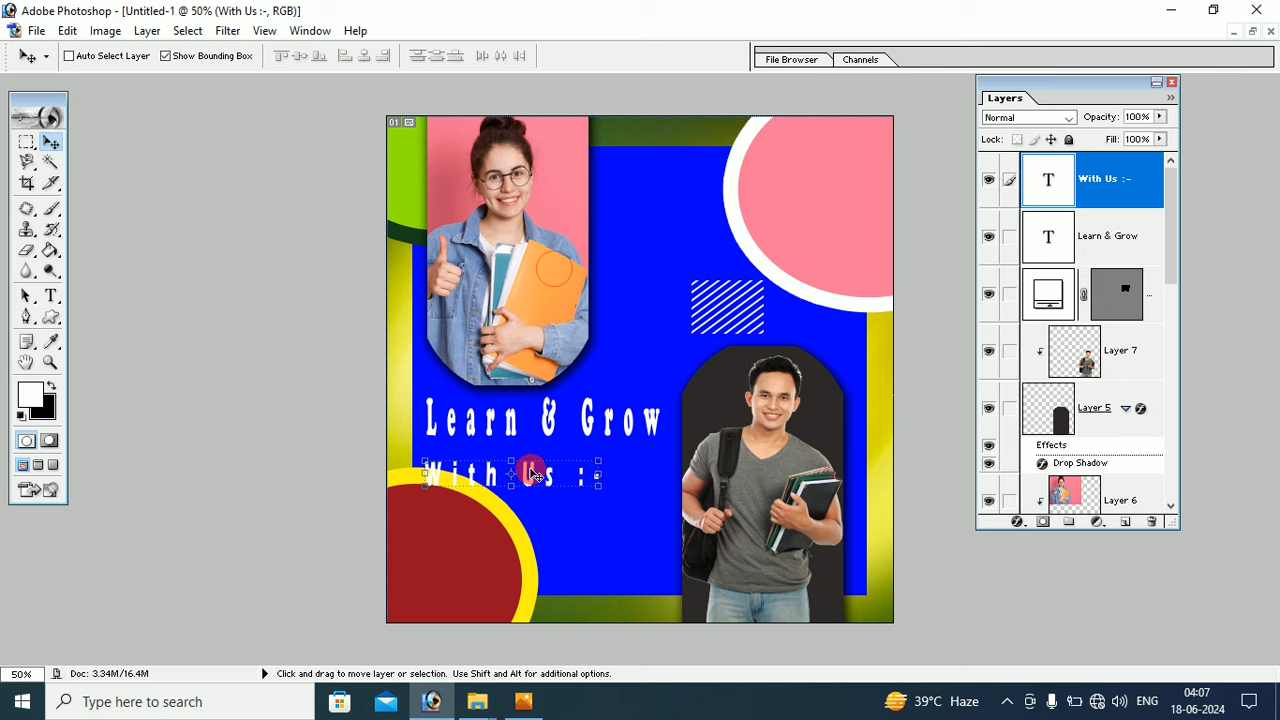 Adobe Photoshop - [Untitled-1 @ 50% (With Us :-, RGB)]
File Edit Image Layer Select Filter View Window Help
Auto Select Layer Show Bounding Box
File Browser Channels
Layers
Normal Opacity: 100%
Lock: Fill: 100%
T With Us :-
T Learn & Grow
...
Layer 7
Layer 5
Effects
Drop Shadow
Layer 6
01
Learn & Grow
With Us :-
T
50% Doc: 3.34M/16.4M Click and drag to move layer or selection. Use Shift and Alt for additional options.
Type here to search
39°C Haze
ENG
04:07
18-06-2024